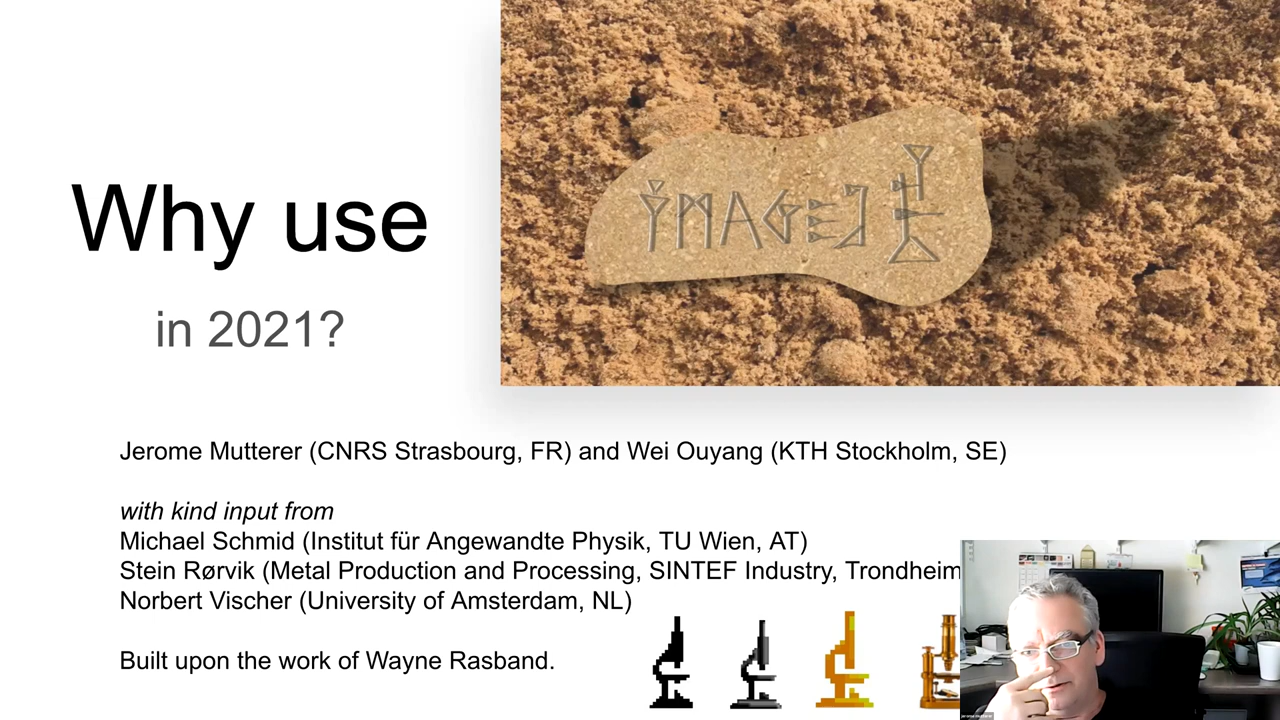 Why use
IMAGEJ
in 2021?
Jerome Mutterer (CNRS Strasbourg, FR) and Wei Ouyang (KTH Stockholm, SE)
with kind input from
Michael Schmid (Institut für Angewandte Physik, TU Wien, AT)
Stein Rørvik (Metal Production and Processing, SINTEF Industry, Trondheim
Norbert Vischer (University of Amsterdam, NL)
Built upon the work of Wayne Rasband.